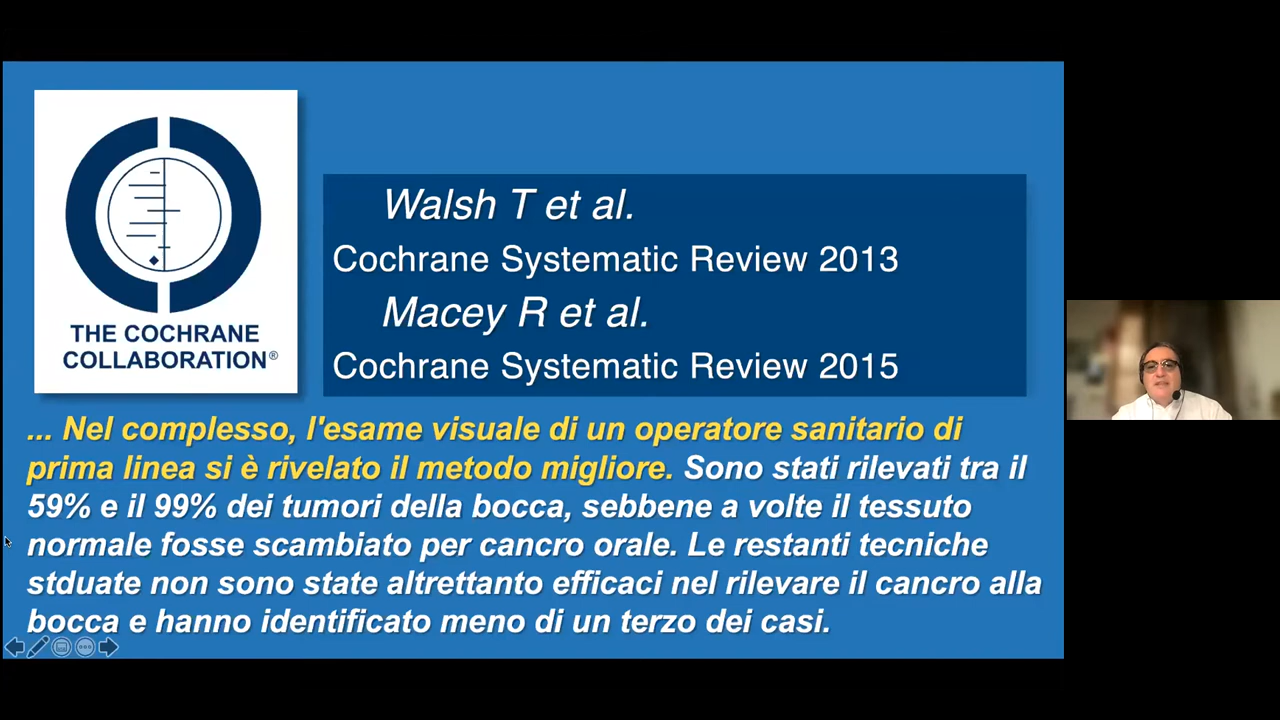 THE COCHRANE
COLLABORATION®
Walsh T et al.
Cochrane Systematic Review 2013
Macey R et al.
Cochrane Systematic Review 2015
... Nel complesso, l'esame visuale di un operatore sanitario di
prima linea si è rivelato il metodo migliore. Sono stati rilevati tra il
59% e il 99% dei tumori della bocca, sebbene a volte il tessuto
normale fosse scambiato per cancro orale. Le restanti tecniche
stduate non sono state altrettanto efficaci nel rilevare il cancro alla
bocca e hanno identificato meno di un terzo dei casi.